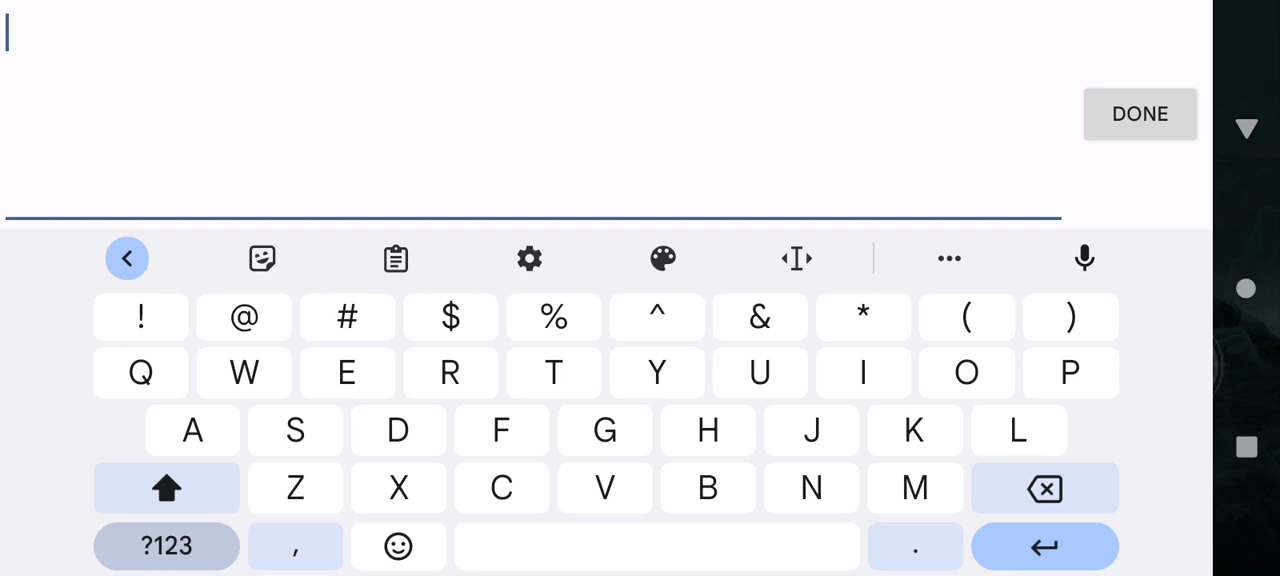 DONE
! @ # $ % ^ & * ( )
Q W E R T Y U I O P
A S D F G H J K L
Z X C V B N M
?123 , .